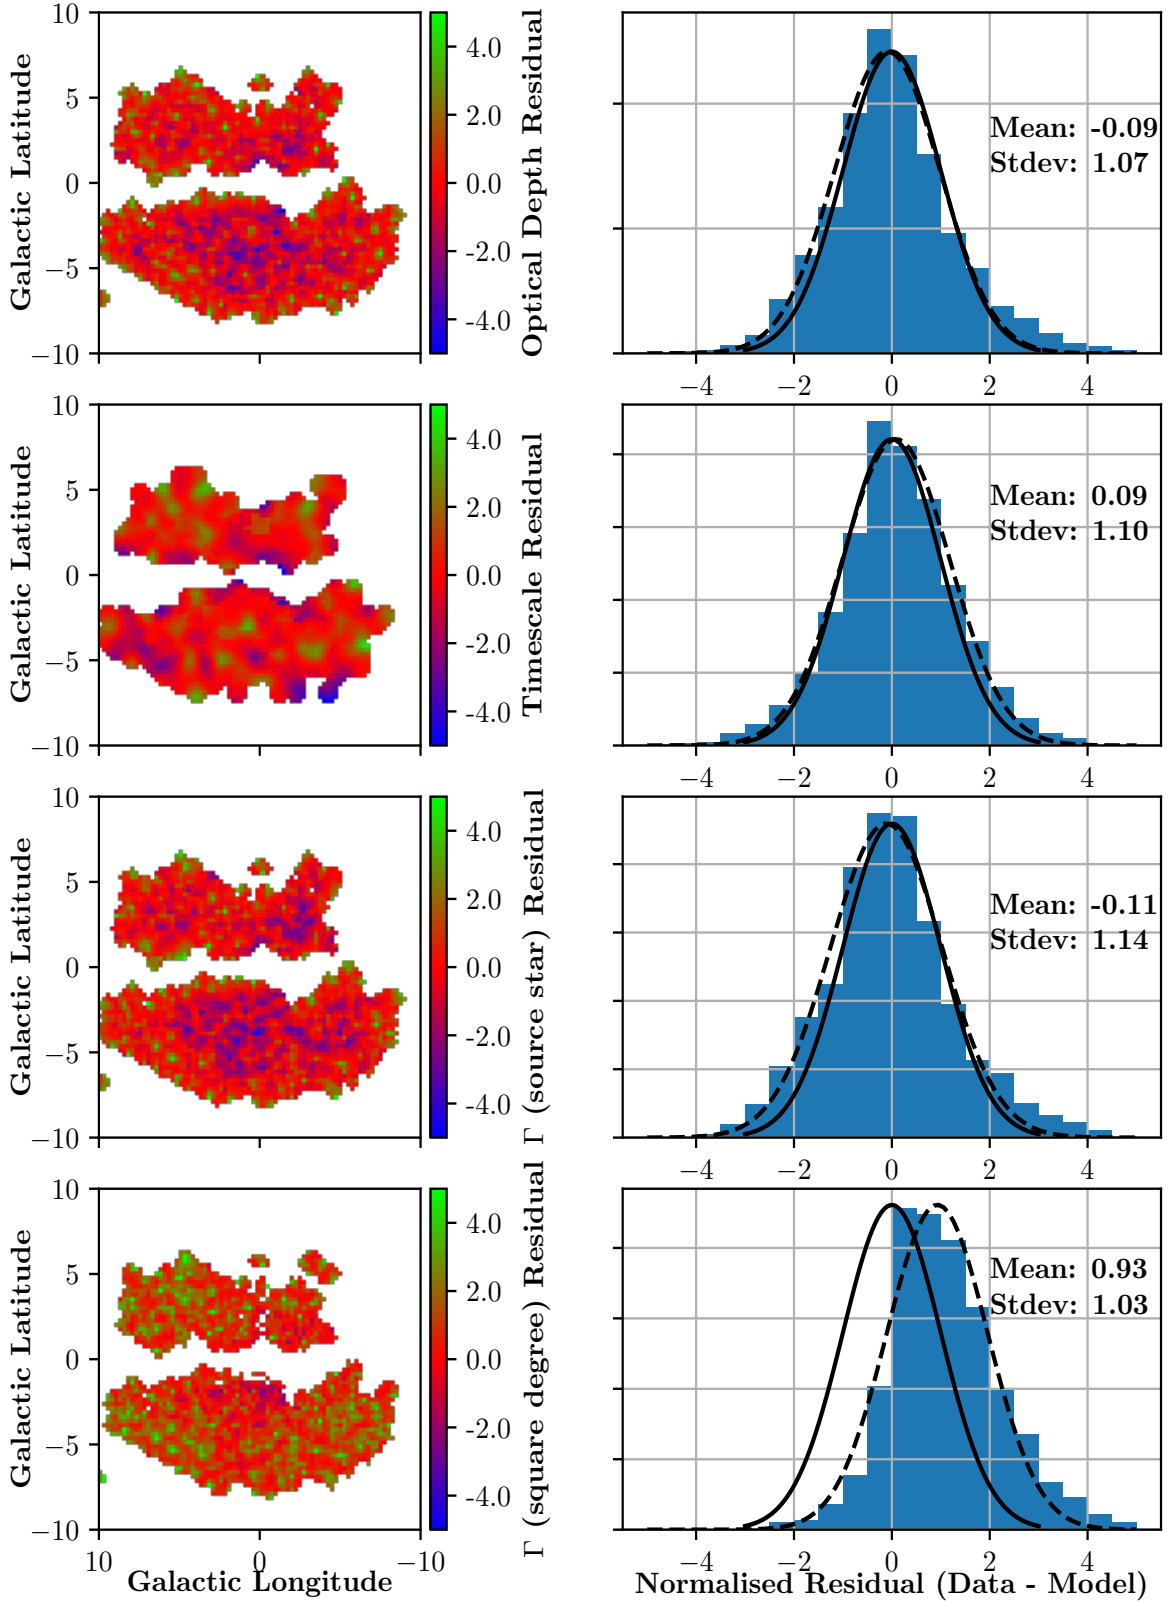 10
5
0
−5
−10
Galactic Latitude
4.0
2.0
0.0
-2.0
-4.0
Optical Depth Residual
Mean: -0.09
Stdev: 1.07
−4 −2 0 2 4
10
5
0
−5
−10
Galactic Latitude
4.0
2.0
0.0
-2.0
-4.0
Timescale Residual
Mean: 0.09
Stdev: 1.10
−4 −2 0 2 4
10
5
0
−5
−10
Galactic Latitude
4.0
2.0
0.0
-2.0
-4.0
Γ (source star) Residual
Mean: -0.11
Stdev: 1.14
−4 −2 0 2 4
10
5
0
−5
−10
Galactic Latitude
4.0
2.0
0.0
-2.0
-4.0
Γ (square degree) Residual
Mean: 0.93
Stdev: 1.03
10 0 −10
Galactic Longitude
−4 −2 0 2 4
Normalised Residual (Data - Model)